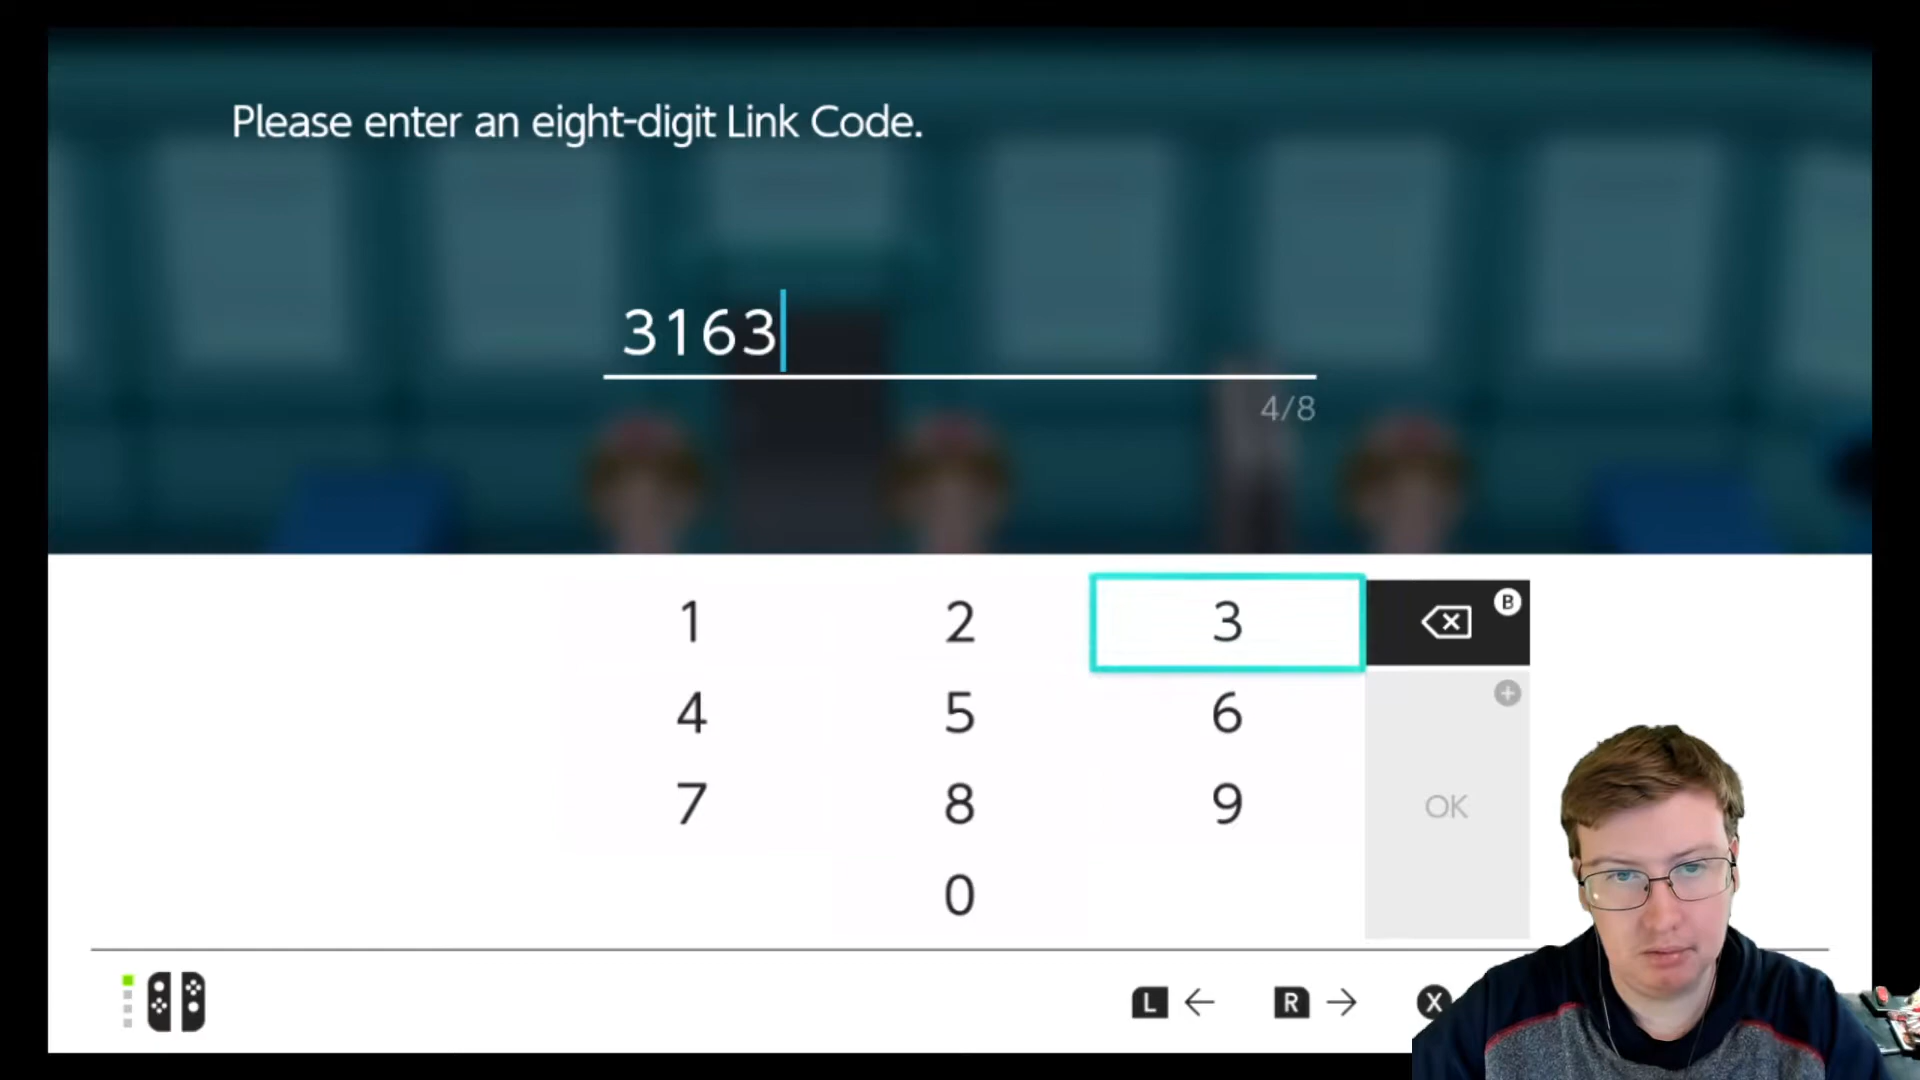 Please enter an eight-digit Link Code.
3163
4/8
1 2 3 B
4 5 6 +
7 8 9 OK
0
L ← R → X